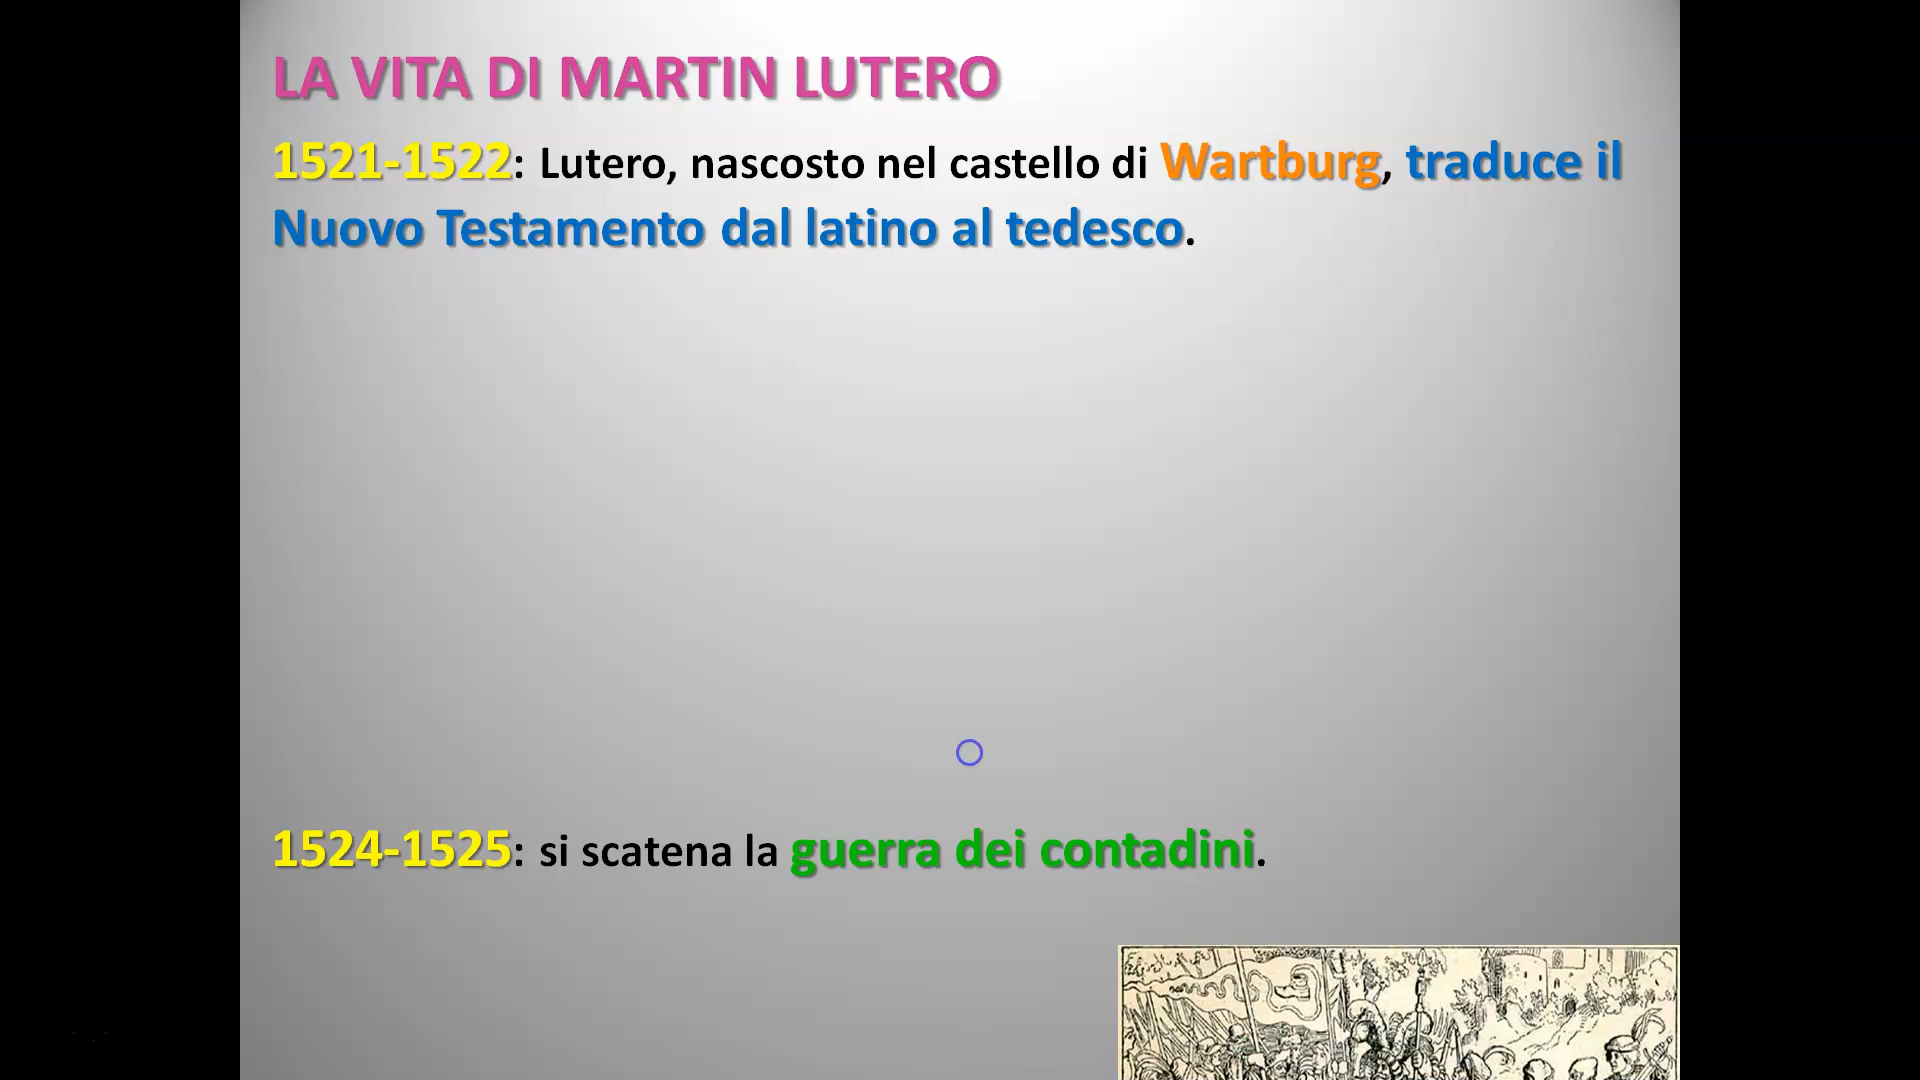 LA VITA DI MARTIN LUTERO
1521-1522: Lutero, nascosto nel castello di Wartburg, traduce il
Nuovo Testamento dal latino al tedesco.
1524-1525: si scatena la guerra dei contadini.